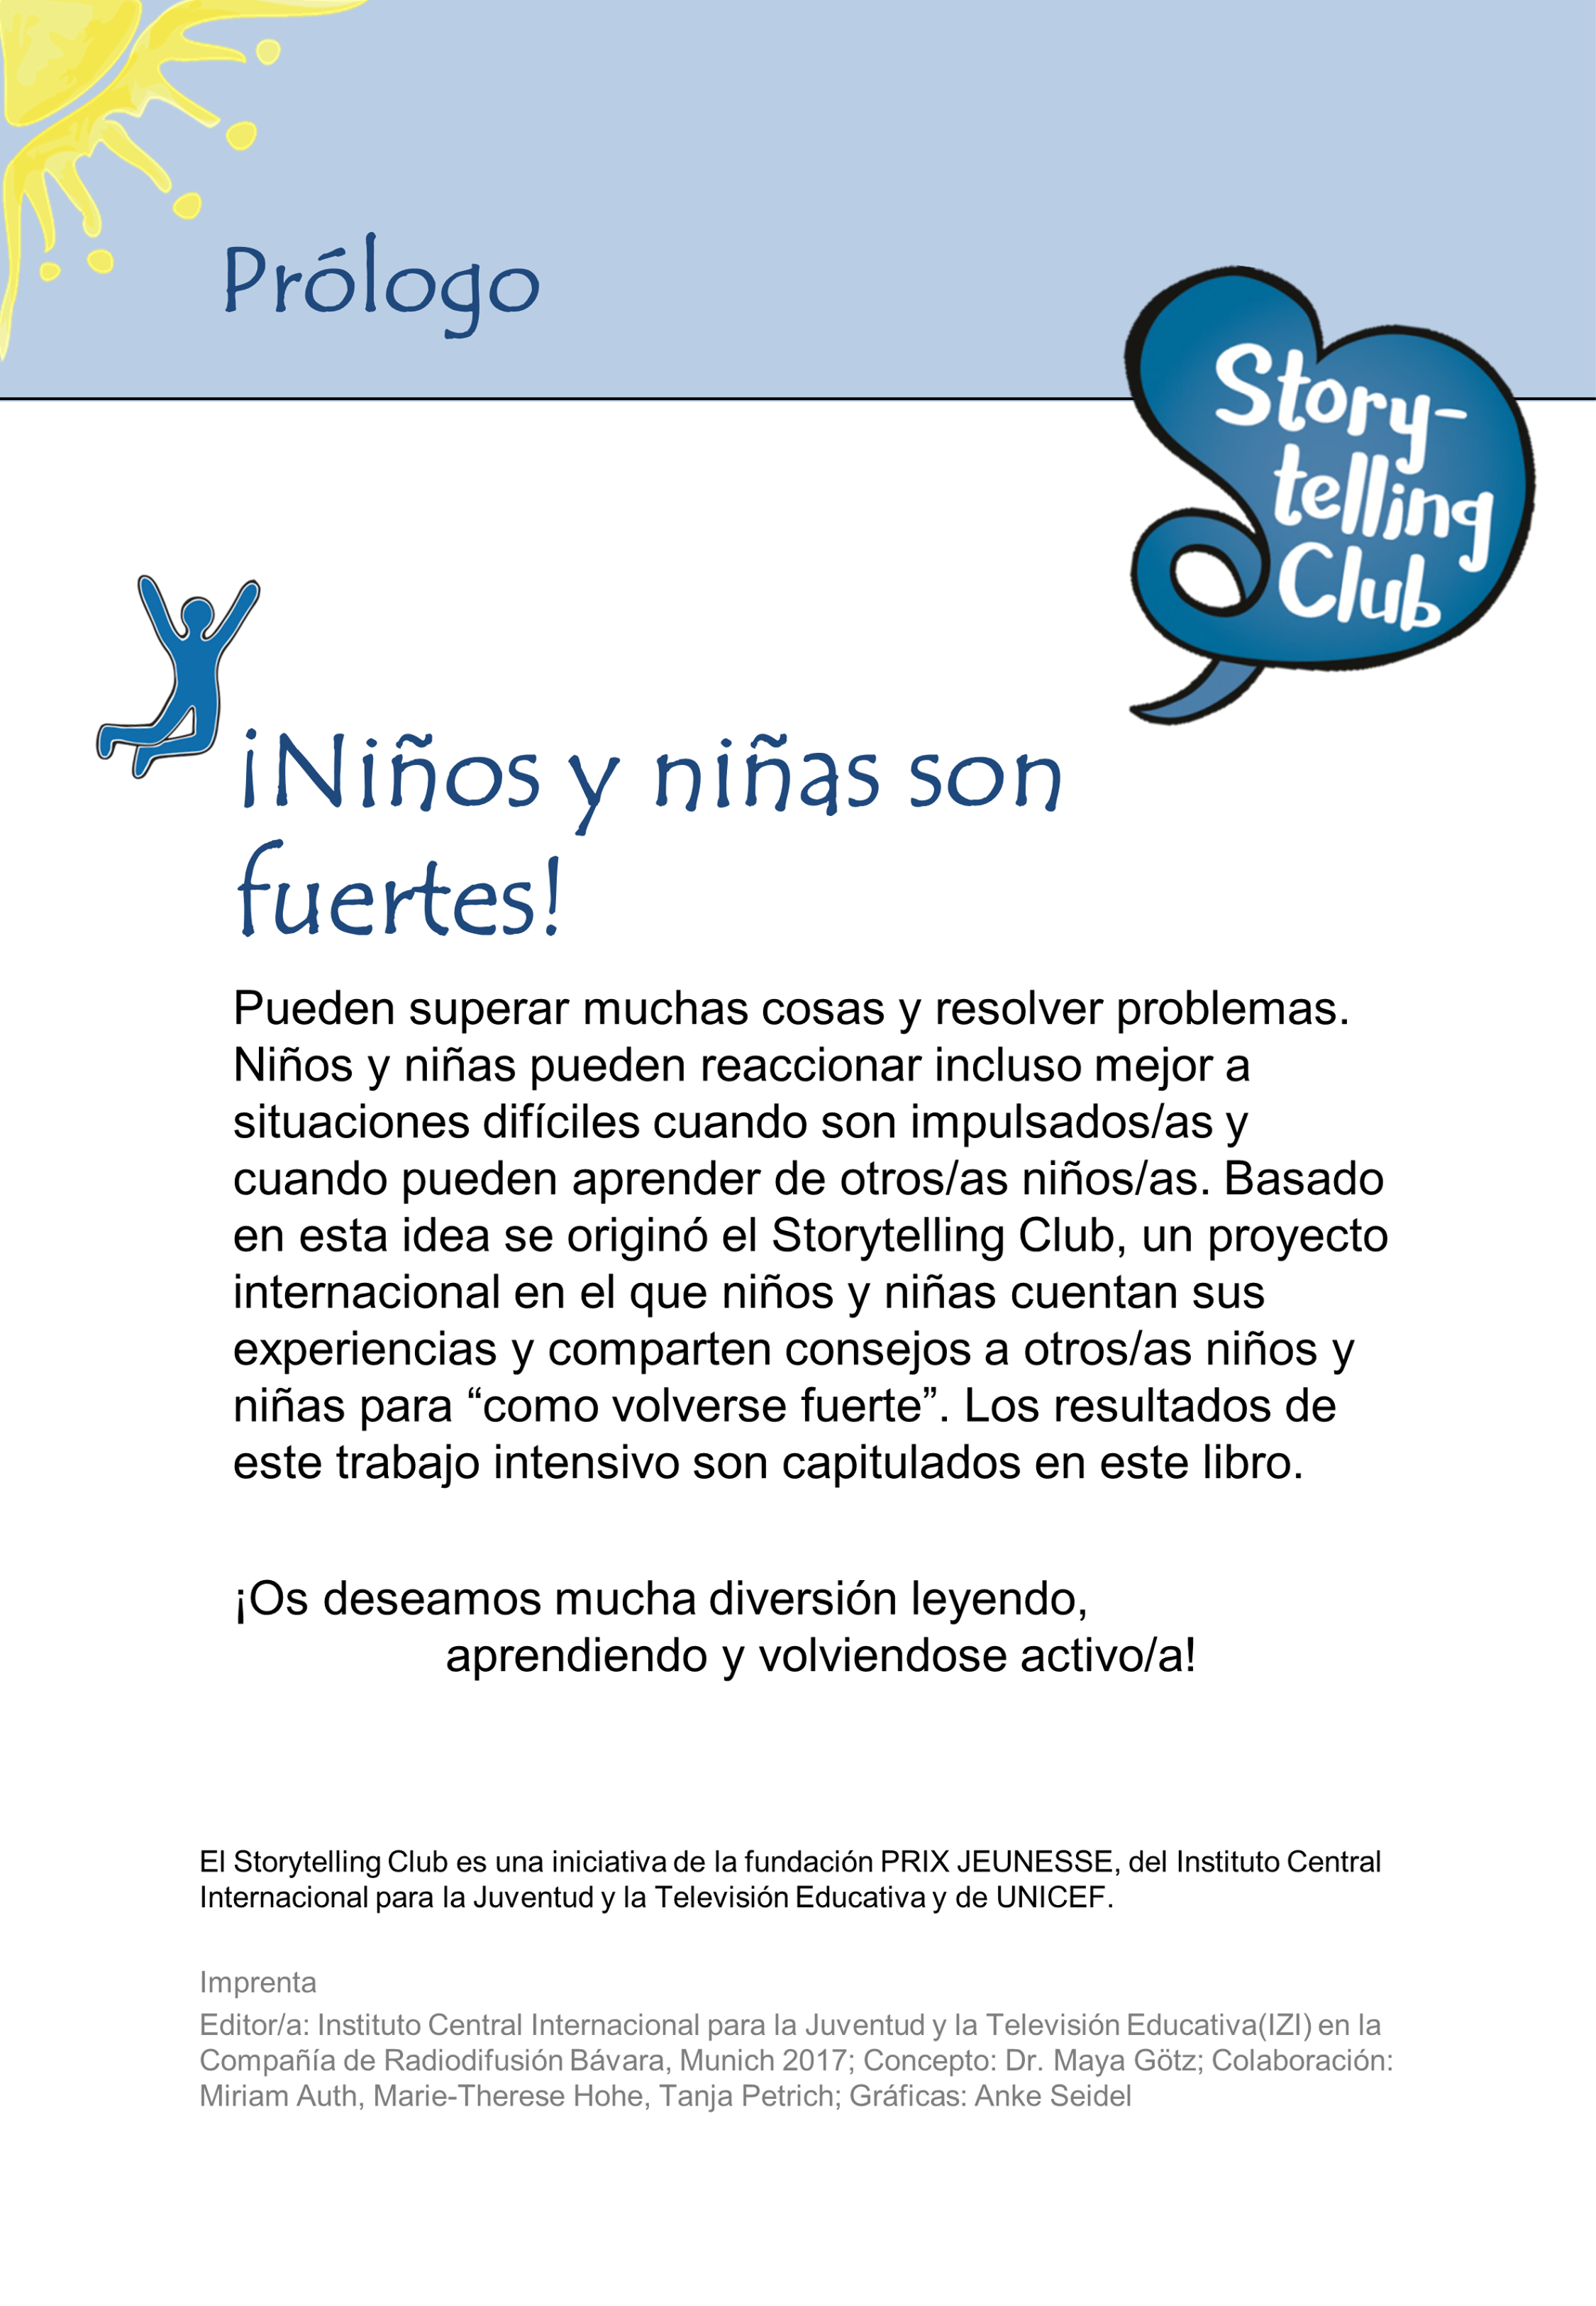 Prólogo
Story-
telling
Club
¡Niños y niñas son
fuertes!
Pueden superar muchas cosas y resolver problemas.
Niños y niñas pueden reaccionar incluso mejor a
situaciones difíciles cuando son impulsados/as y
cuando pueden aprender de otros/as niños/as. Basado
en esta idea se originó el Storytelling Club, un proyecto
internacional en el que niños y niñas cuentan sus
experiencias y comparten consejos a otros/as niños y
niñas para “como volverse fuerte”. Los resultados de
este trabajo intensivo son capitulados en este libro.
¡Os deseamos mucha diversión leyendo,
aprendiendo y volviendose activo/a!
El Storytelling Club es una iniciativa de la fundación PRIX JEUNESSE, del Instituto Central
Internacional para la Juventud y la Televisión Educativa y de UNICEF.
Imprenta
Editor/a: Instituto Central Internacional para la Juventud y la Televisión Educativa(IZI) en la
Compañía de Radiodifusión Bávara, Munich 2017; Concepto: Dr. Maya Götz; Colaboración:
Miriam Auth, Marie-Therese Hohe, Tanja Petrich; Gráficas: Anke Seidel